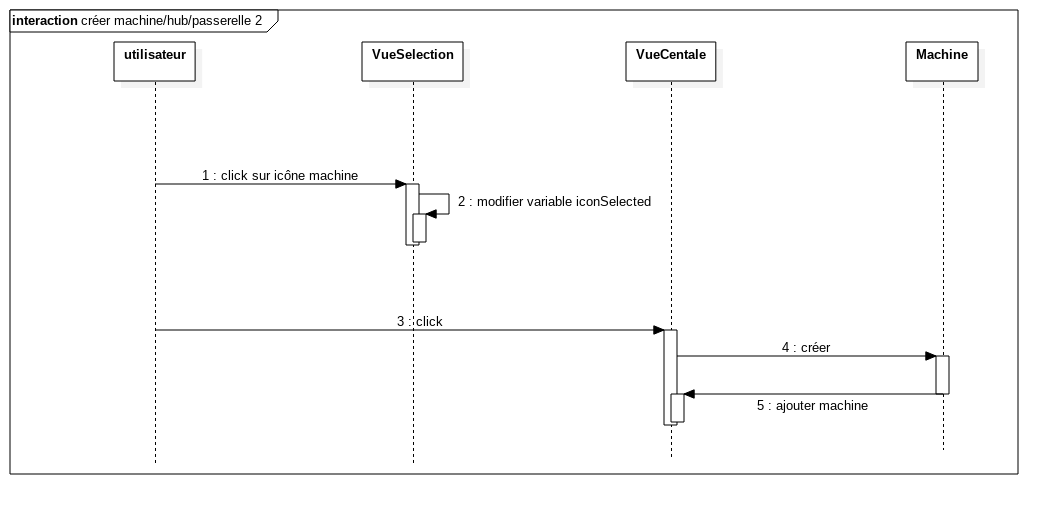 interaction créer machine/hub/passerelle 2
utilisateur
VueSelection
VueCentale
Machine
1 : click sur icône machine
2 : modifier variable iconSelected
3 : click
4 : créer
5 : ajouter machine